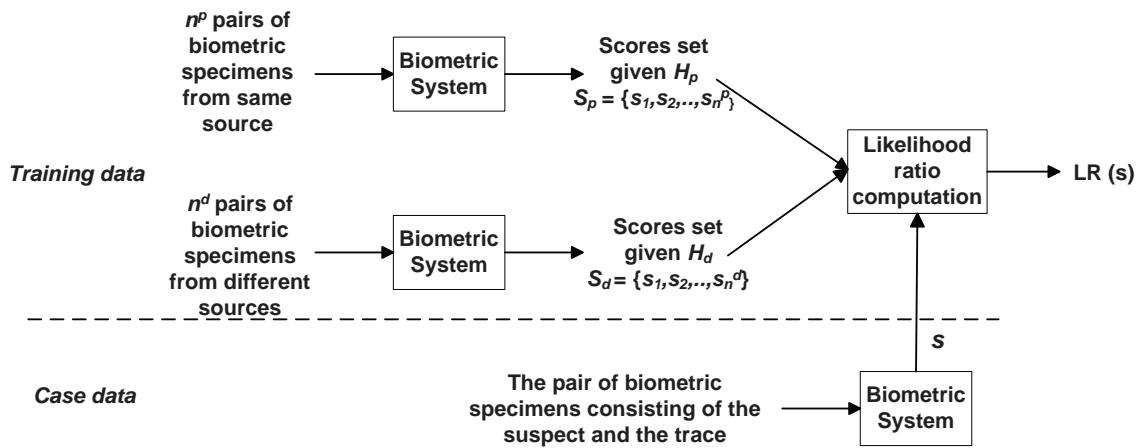 n^p pairs of
biometric
specimens
from same
source
Biometric
System
Scores set
given H_p
S_p = {s_1,s_2,..,s_n^p}
Training data
Likelihood
ratio
computation
LR (s)
n^d pairs of
biometric
specimens
from different
sources
Biometric
System
Scores set
given H_d
S_d = {s_1,s_2,..,s_n^d}
s
Case data
The pair of biometric
specimens consisting of the
suspect and the trace
Biometric
System